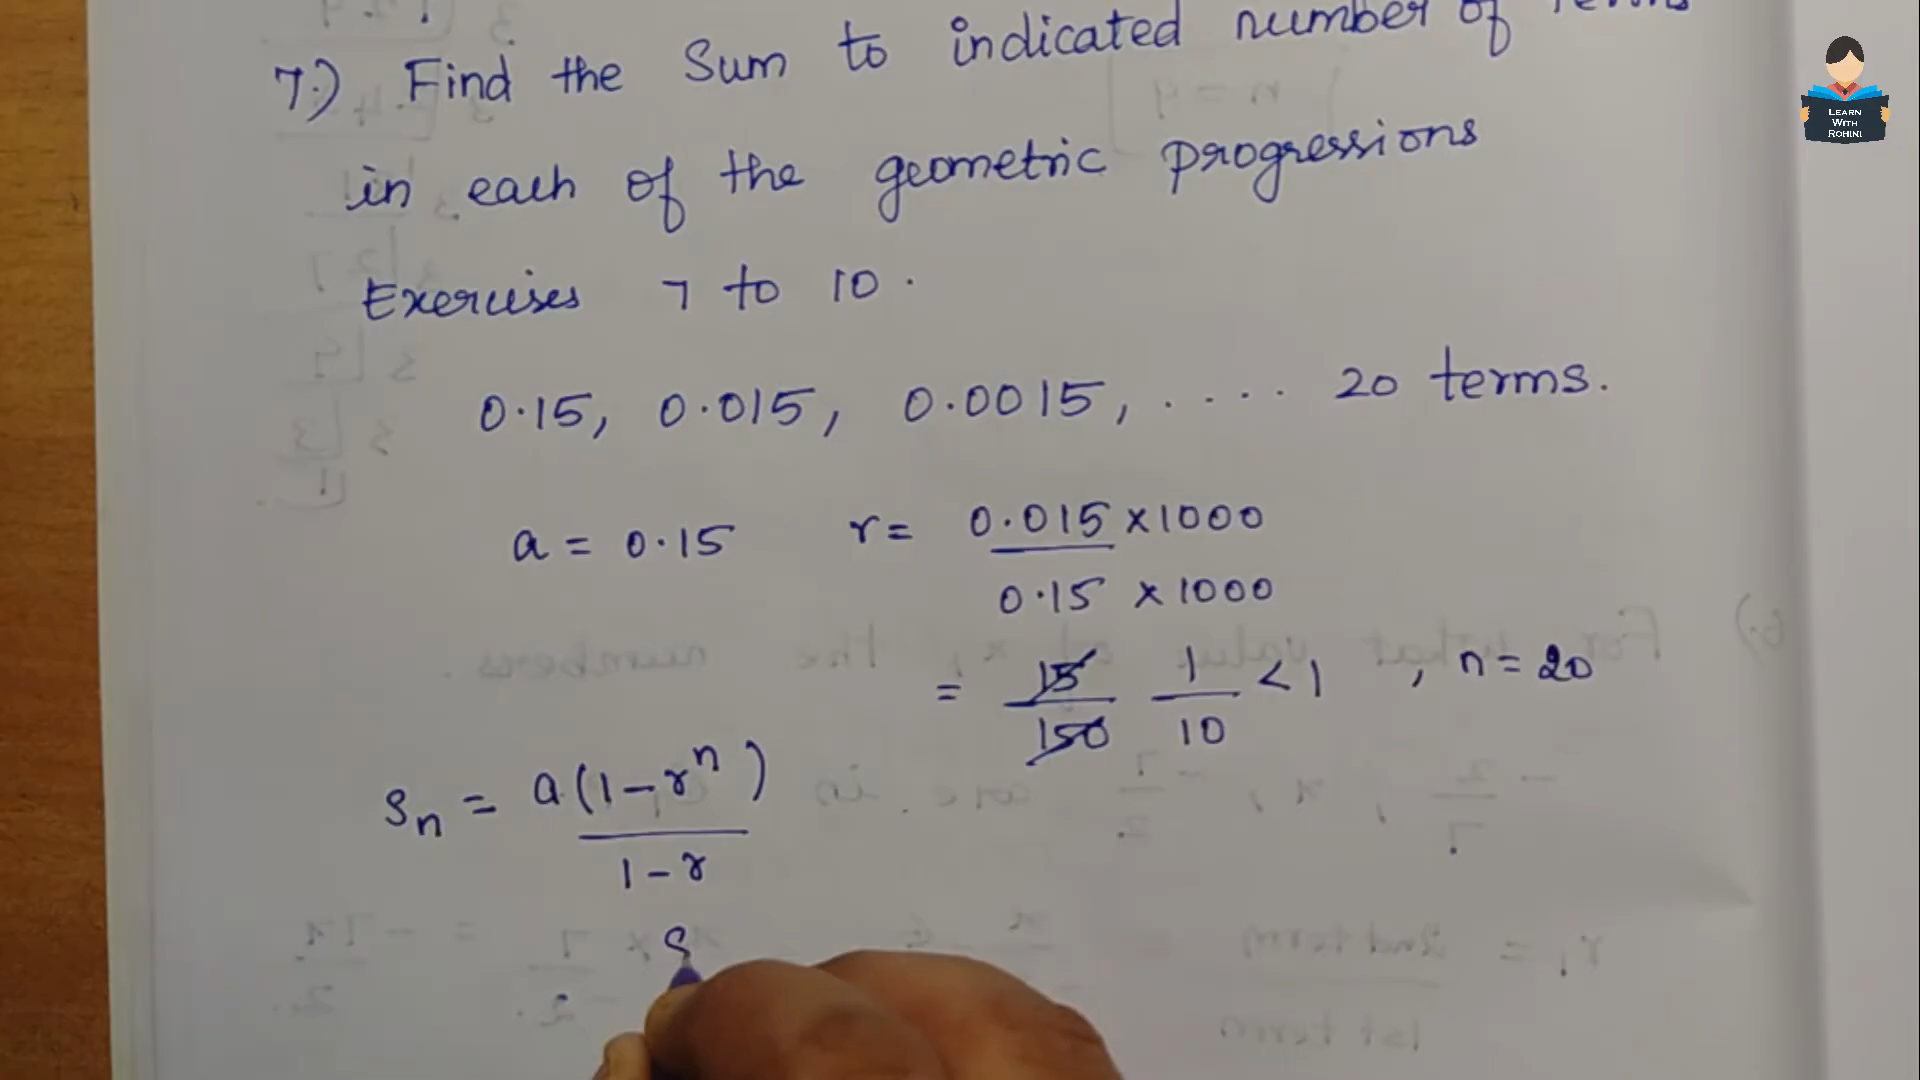 7.) Find the Sum to indicated number of Terms
in each of the geometric progressions
Exercises 7 to 10.
0.15, 0.015, 0.0015, .... 20 terms.
a = 0.15 r = 0.015 × 1000
0.15 × 1000
= 15 1 < 1 , n = 20
150 10
Sn = a(1 - r^n)
1 - r
S
LEARN
WITH
ROHINI